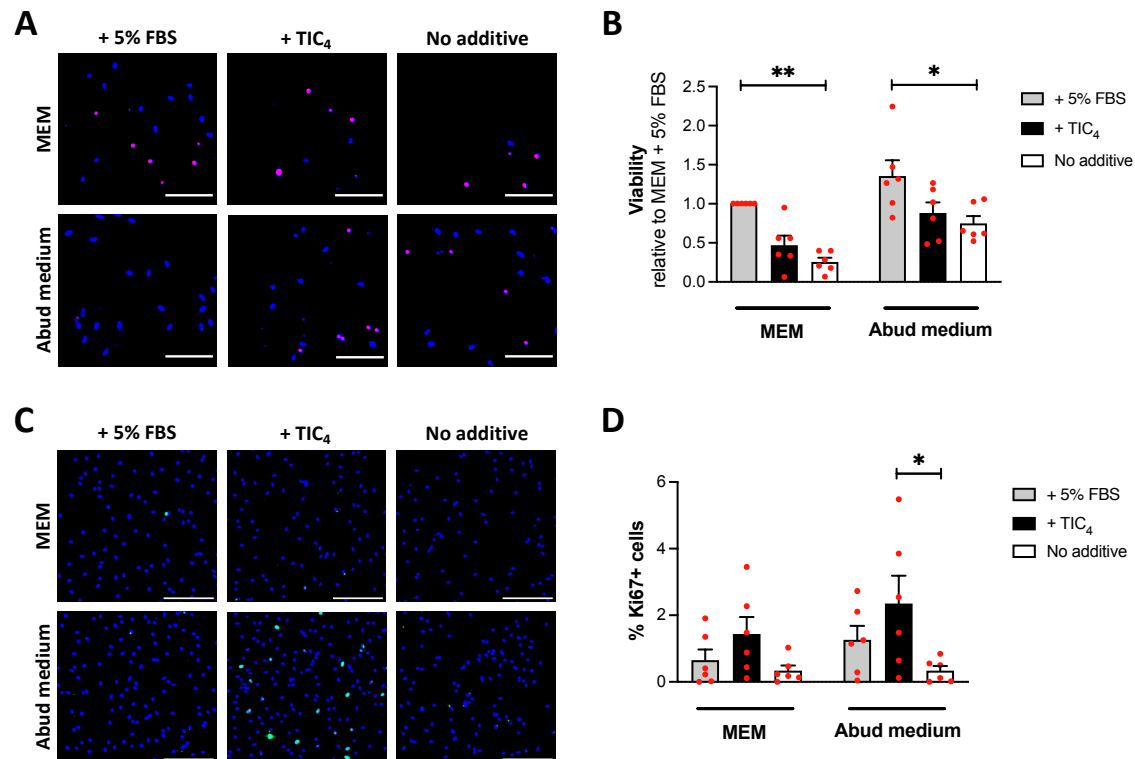 A
+ 5% FBS
+ TIC₄
No additive
MEM
Abud medium
B
Viability
relative to MEM + 5% FBS
2.5
2.0
1.5
1.0
0.5
0.0
**
*
MEM
Abud medium
+ 5% FBS
+ TIC₄
No additive
C
+ 5% FBS
+ TIC₄
No additive
MEM
Abud medium
D
% Ki67+ cells
6
4
2
0
*
MEM
Abud medium
+ 5% FBS
+ TIC₄
No additive